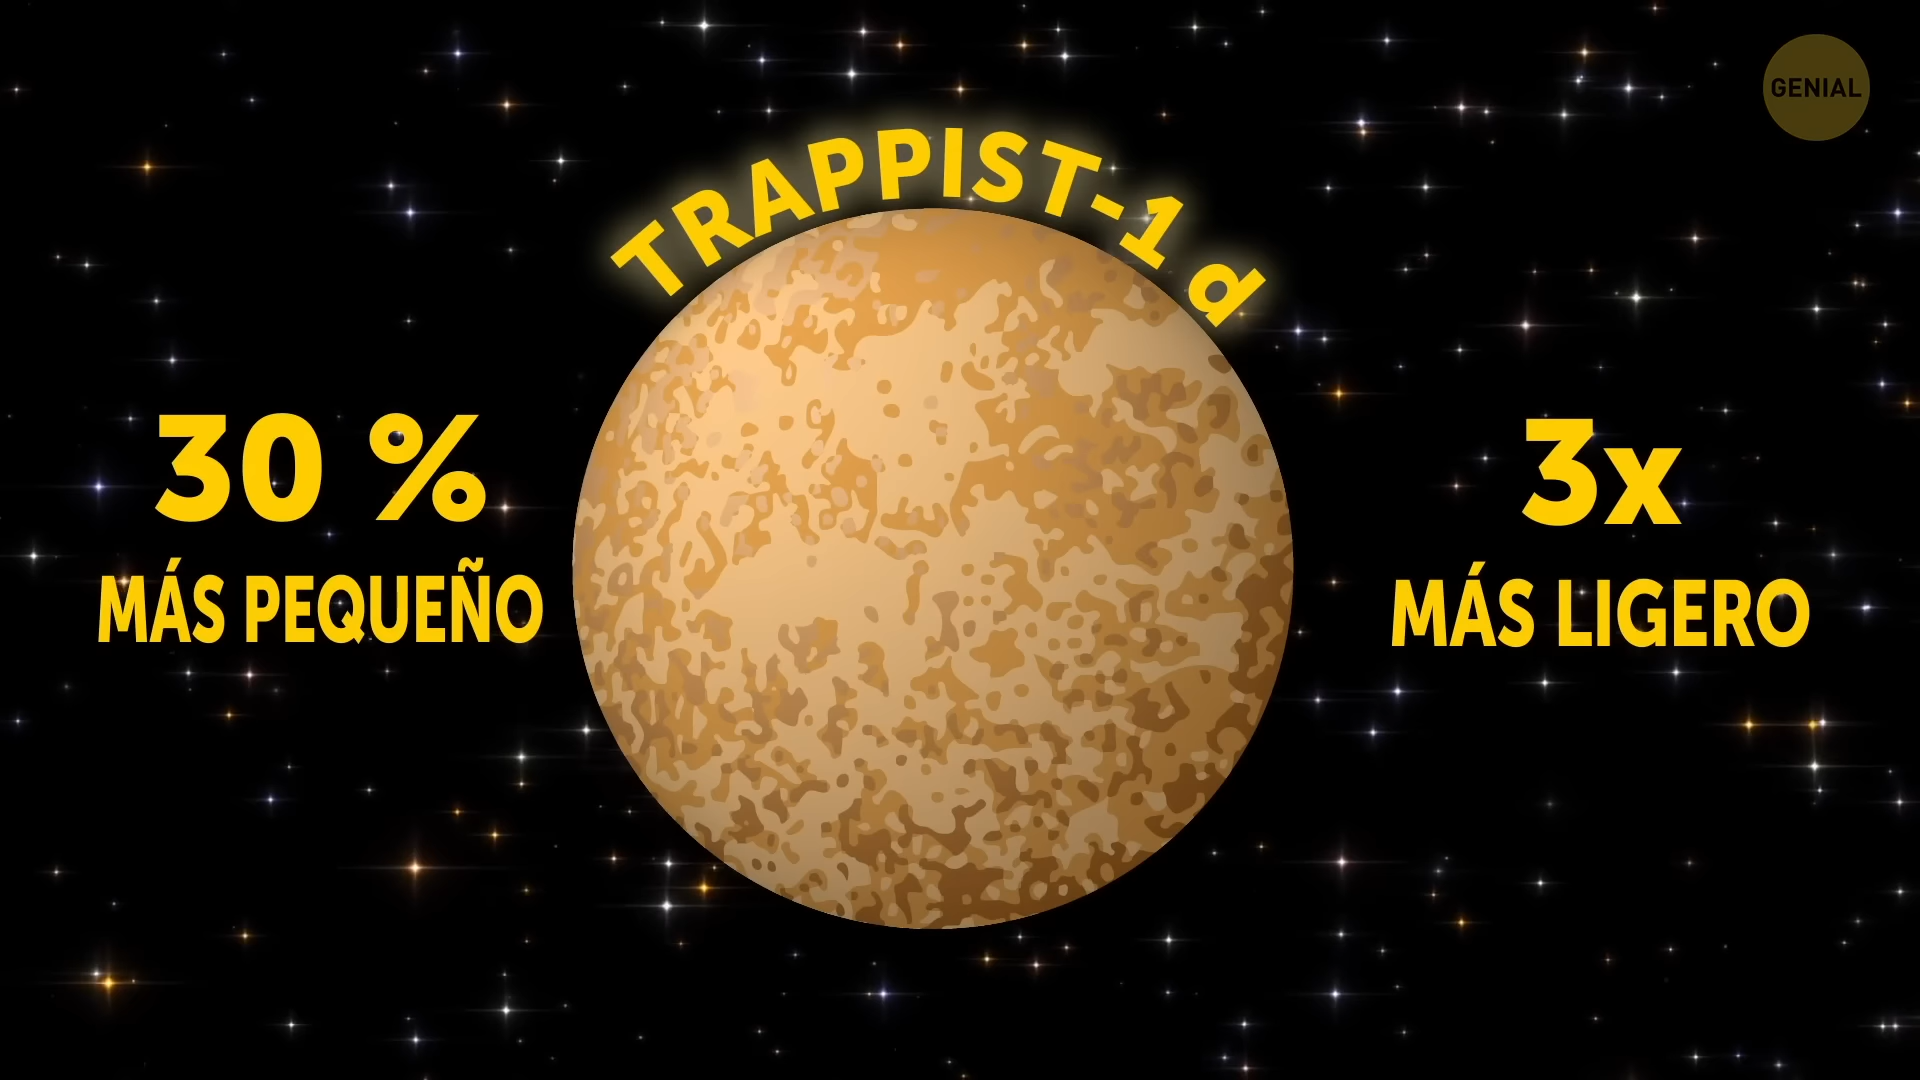 GENIAL
TRAPPIST-1 d
30 %
MÁS PEQUEÑO
3x
MÁS LIGERO